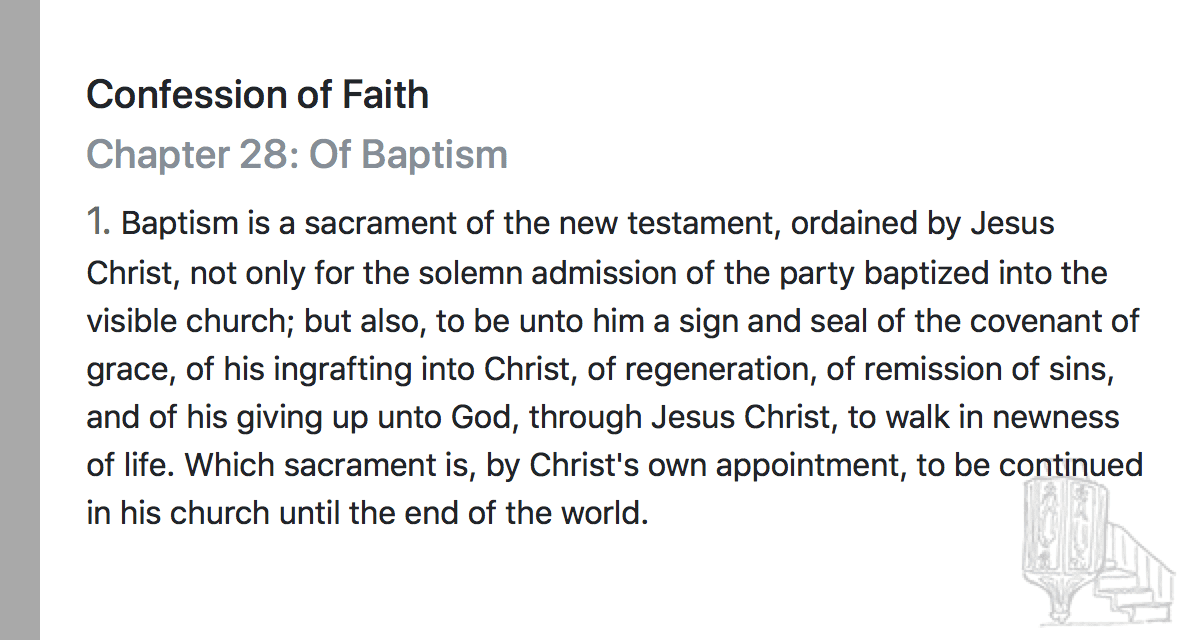 Confession of Faith
Chapter 28: Of Baptism
1. Baptism is a sacrament of the new testament, ordained by Jesus
Christ, not only for the solemn admission of the party baptized into the
visible church; but also, to be unto him a sign and seal of the covenant of
grace, of his ingrafting into Christ, of regeneration, of remission of sins,
and of his giving up unto God, through Jesus Christ, to walk in newness
of life. Which sacrament is, by Christ's own appointment, to be continued
in his church until the end of the world.